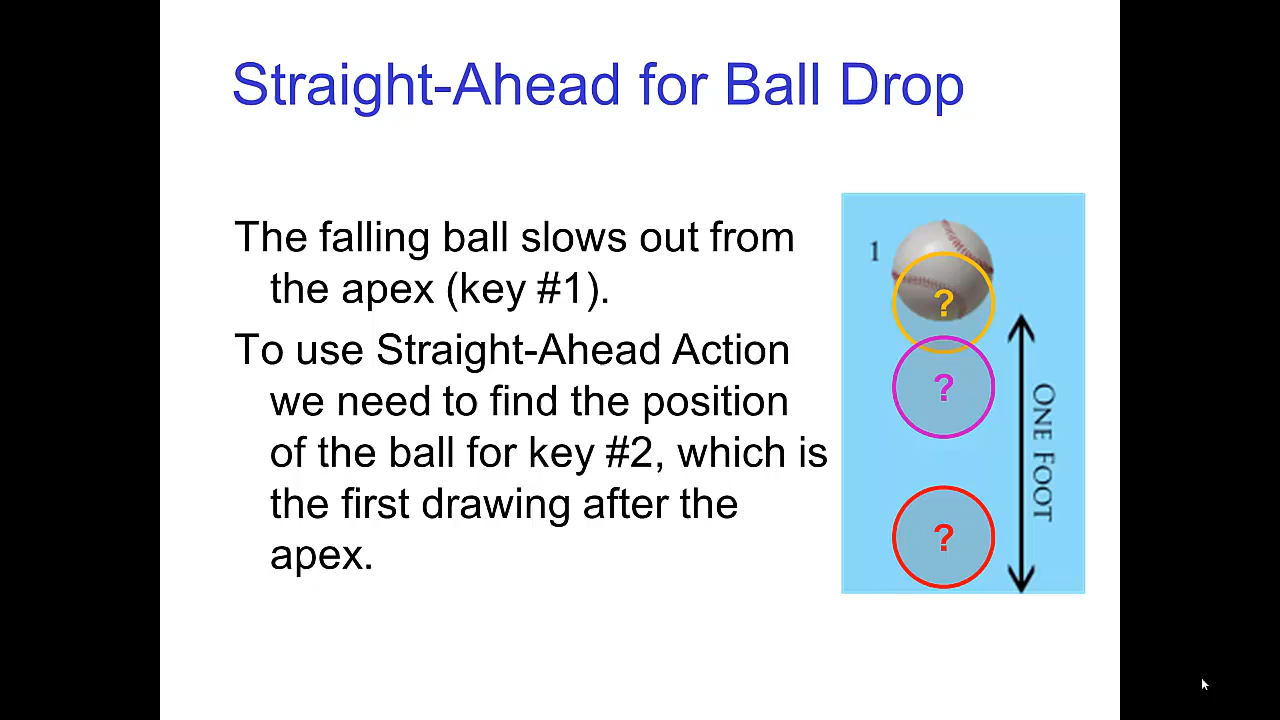 Straight-Ahead for Ball Drop
The falling ball slows out from
the apex (key #1).
To use Straight-Ahead Action
we need to find the position
of the ball for key #2, which is
the first drawing after the
apex.
1
?
?
?
ONE FOOT